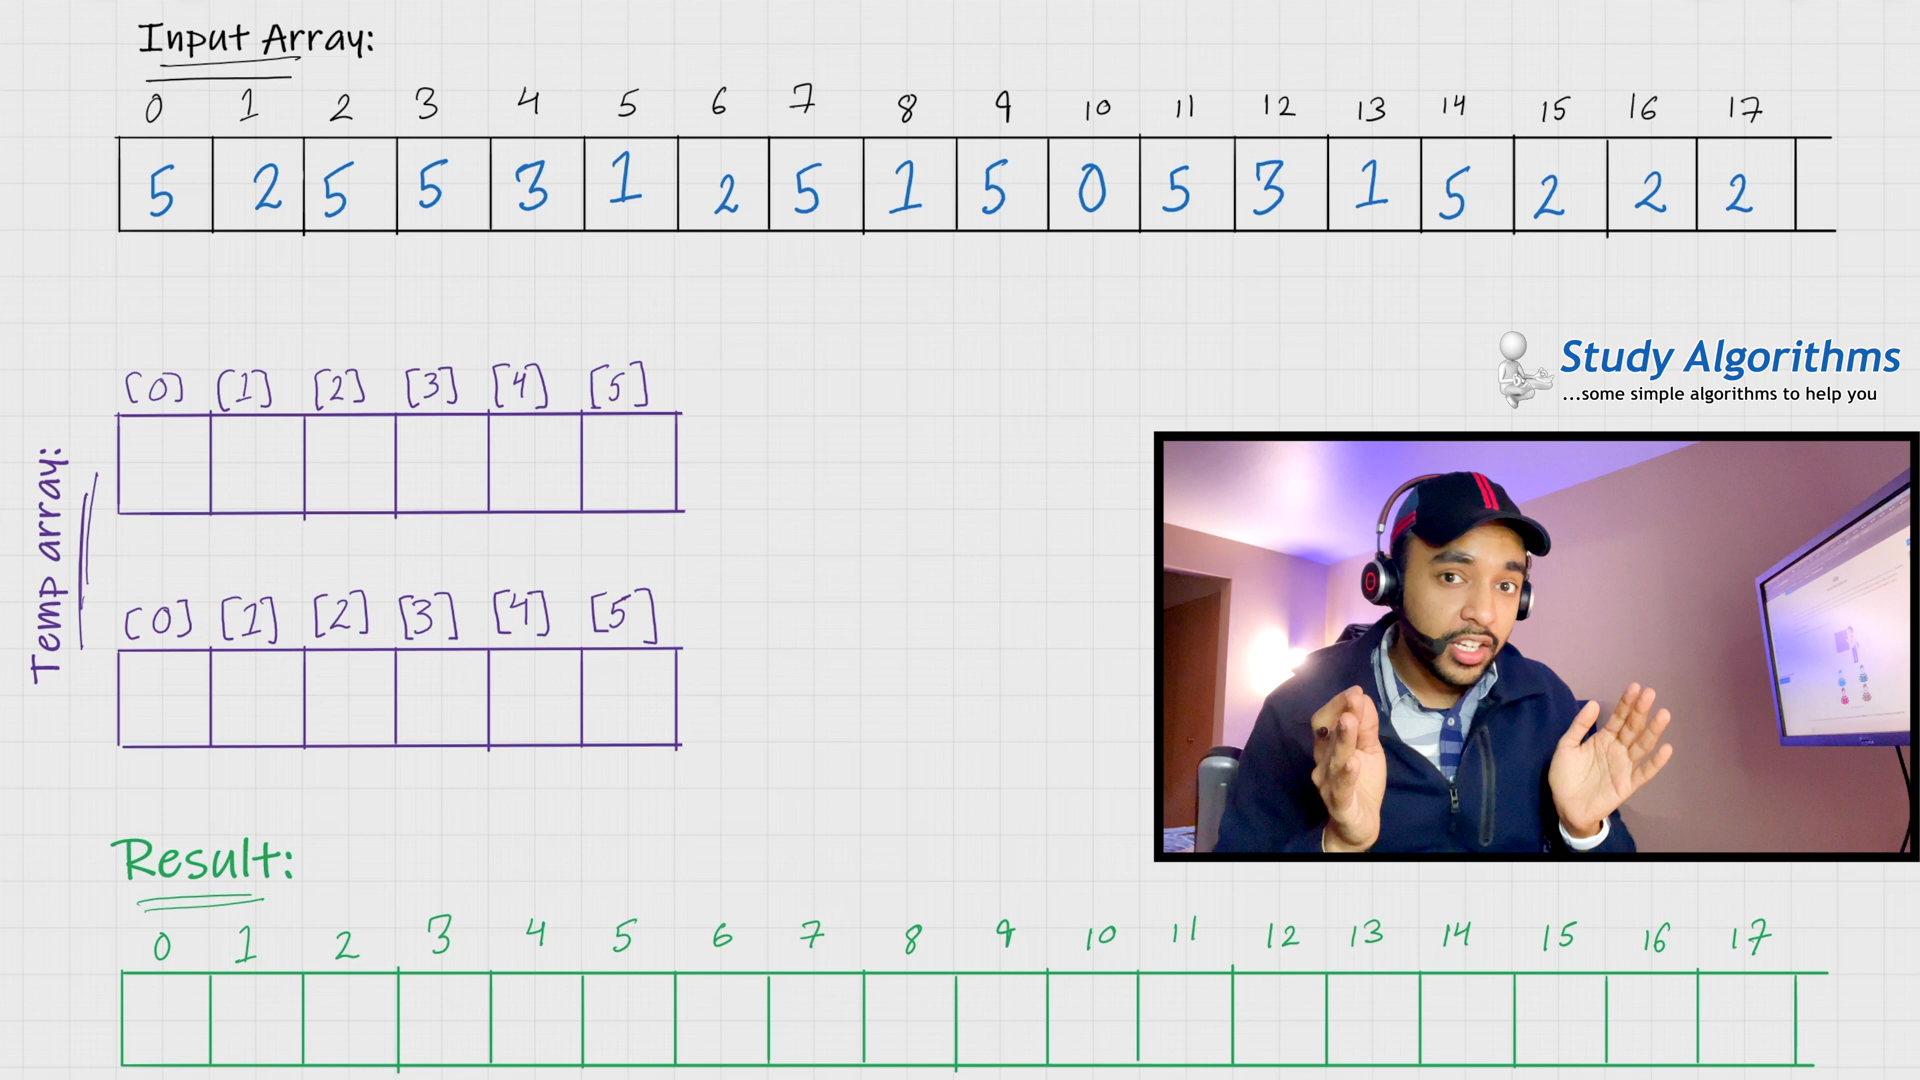 Input Array:
0 1 2 3 4 5 6 7 8 9 10 11 12 13 14 15 16 17
5 2 5 5 3 1 2 5 1 5 0 5 3 1 5 2 2 2
Study Algorithms
...some simple algorithms to help you
Temp array:
[0] [1] [2] [3] [4] [5]
[0] [1] [2] [3] [4] [5]
Result:
0 1 2 3 4 5 6 7 8 9 10 11 12 13 14 15 16 17